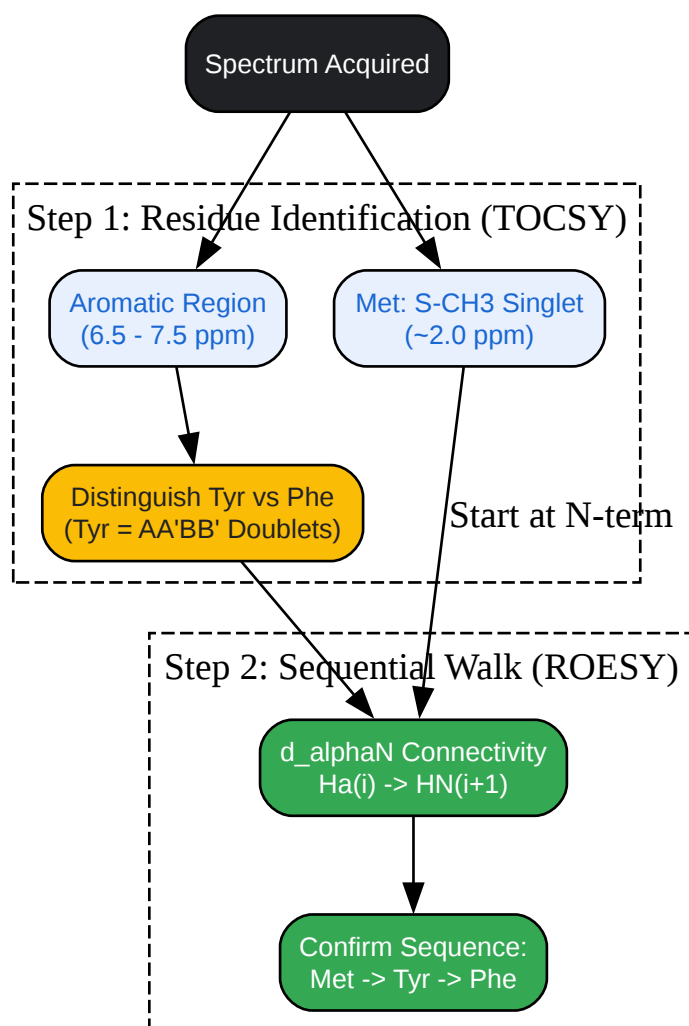 Spectrum Acquired
Step 1: Residue Identification (TOCSY)
Aromatic Region
(6.5 - 7.5 ppm)
Met: S-CH3 Singlet
(~2.0 ppm)
Distinguish Tyr vs Phe
(Tyr = AA'BB' Doublets)
Start at N-term
Step 2: Sequential Walk (ROESY)
d_alphaN Connectivity
Ha(i) -> HN(i+1)
Confirm Sequence:
Met -> Tyr -> Phe